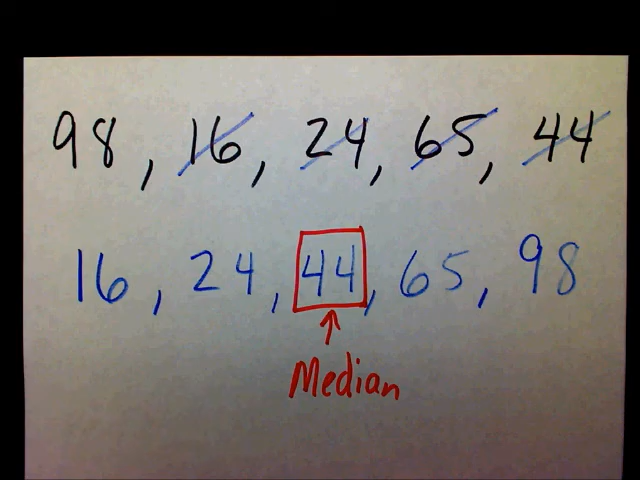 98, 16, 24, 65, 44
16, 24, 44, 65, 98
Median